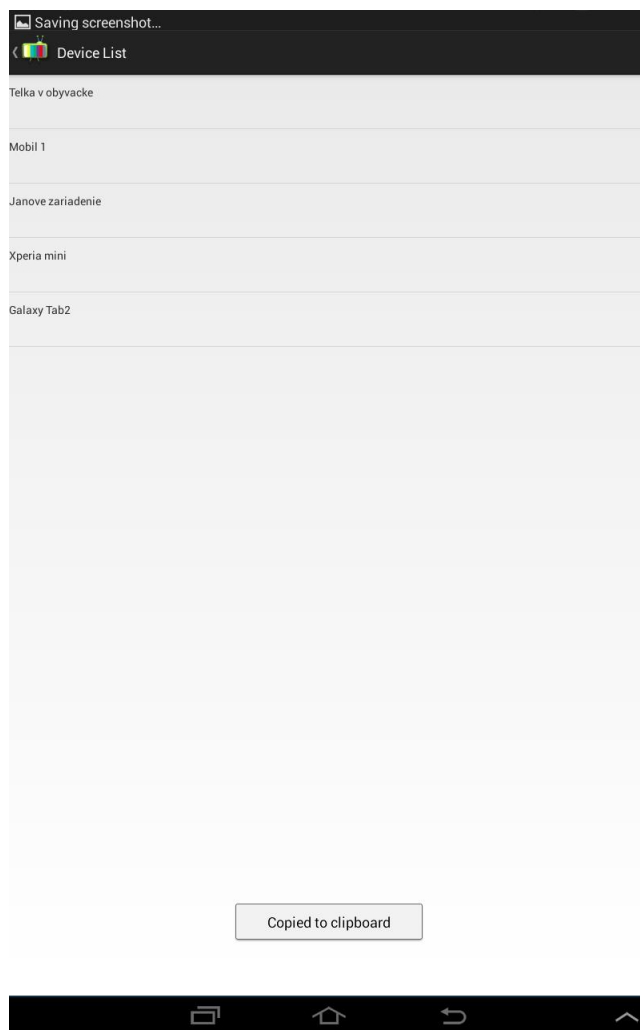 Saving screenshot...
Device List
Telka v obyvacke
Mobil 1
Janove zariadenie
Xperia mini
Galaxy Tab2
Copied to clipboard